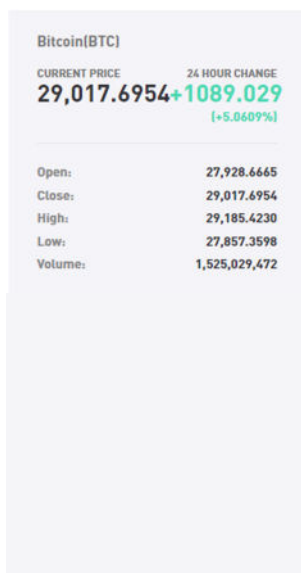 Bitcoin(BTC)
CURRENT PRICE 24 HOUR CHANGE
29,017.6954+1089.029
(+5.0609%)
Open: 27,928.6665
Close: 29,017.6954
High: 29,185.4230
Low: 27,857.3598
Volume: 1,525,029,472